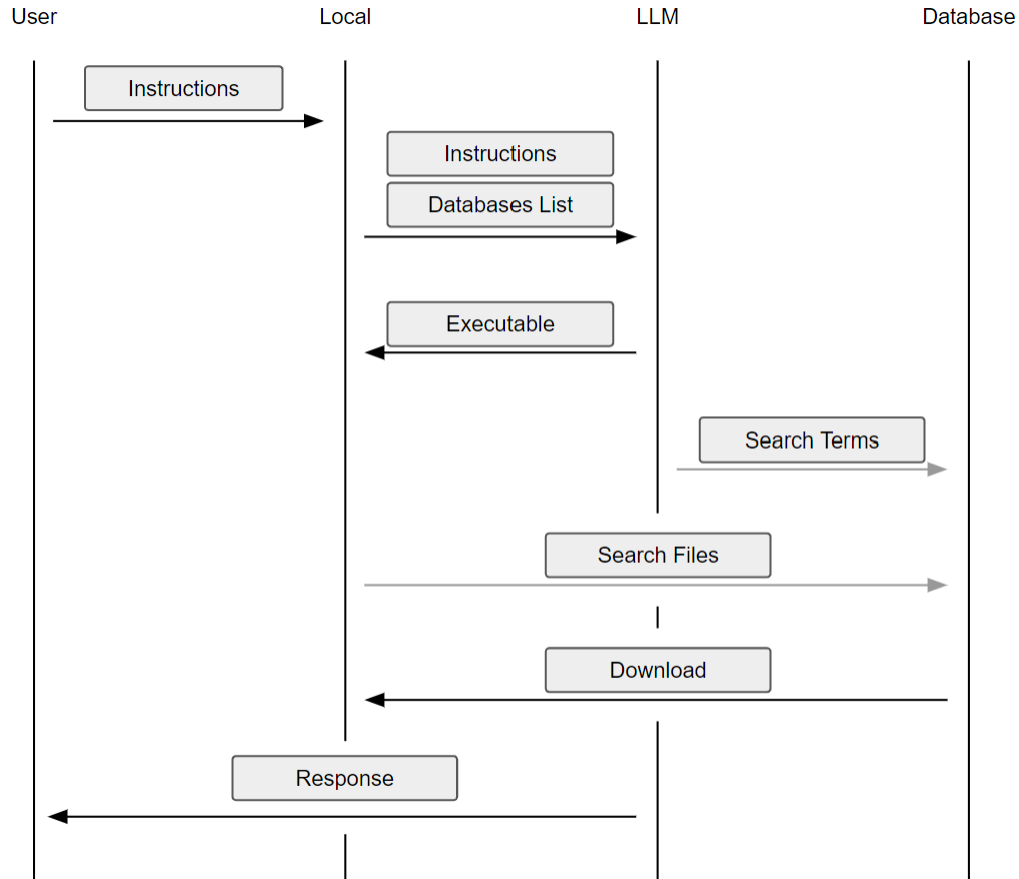 User
Local
LLM
Database
Instructions
Instructions
Databases List
Executable
Search Terms
Search Files
Download
Response